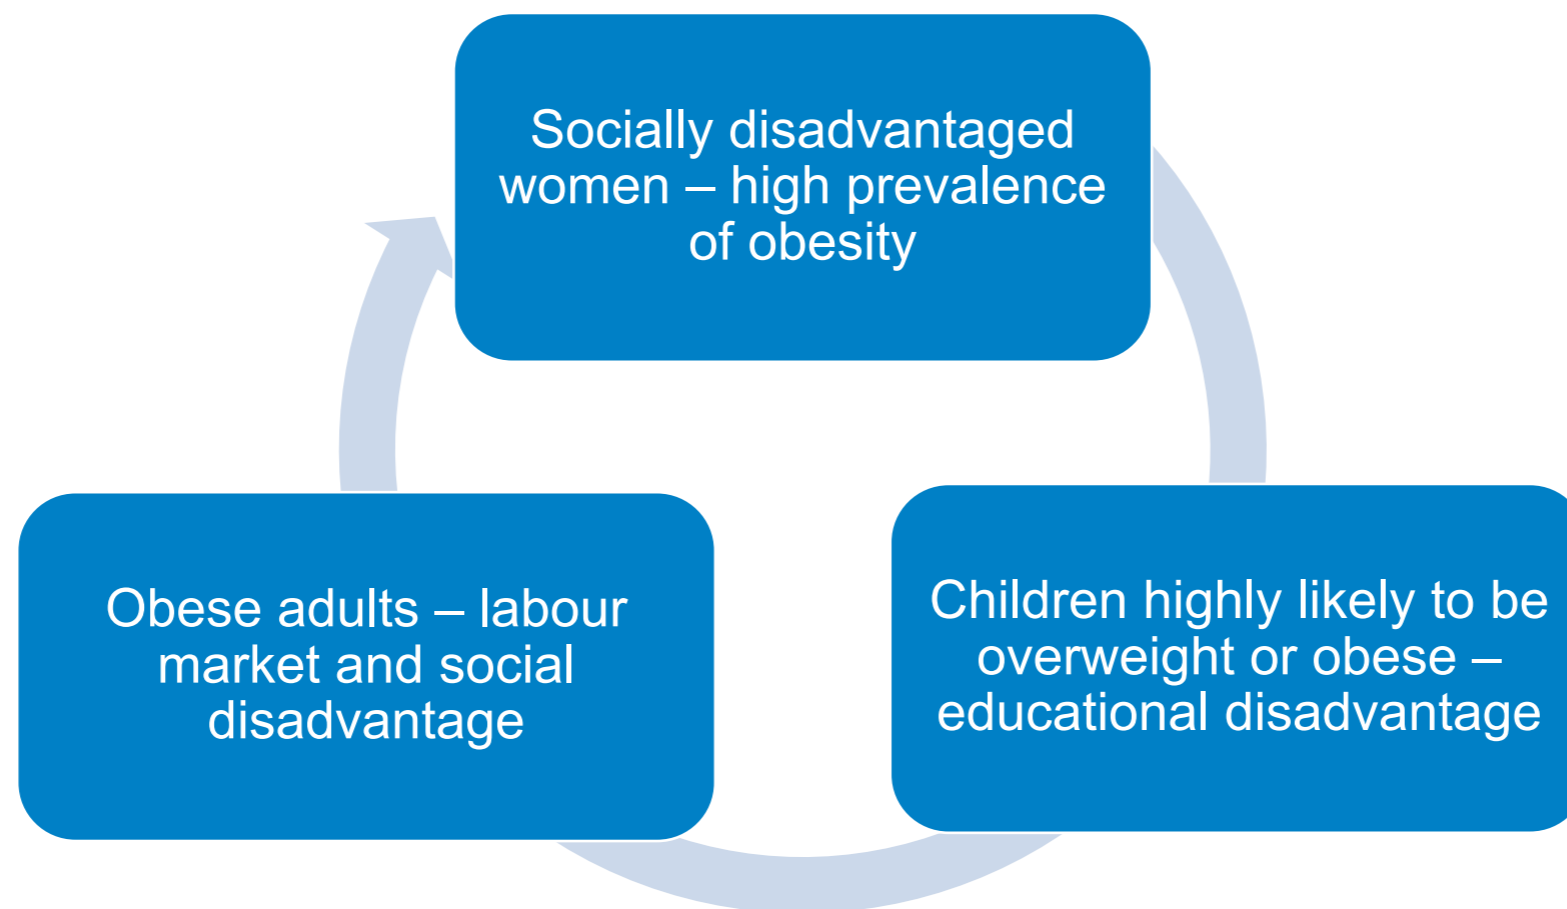 Socially disadvantaged
women – high prevalence
of obesity
Children highly likely to be
overweight or obese –
educational disadvantage
Obese adults – labour
market and social
disadvantage